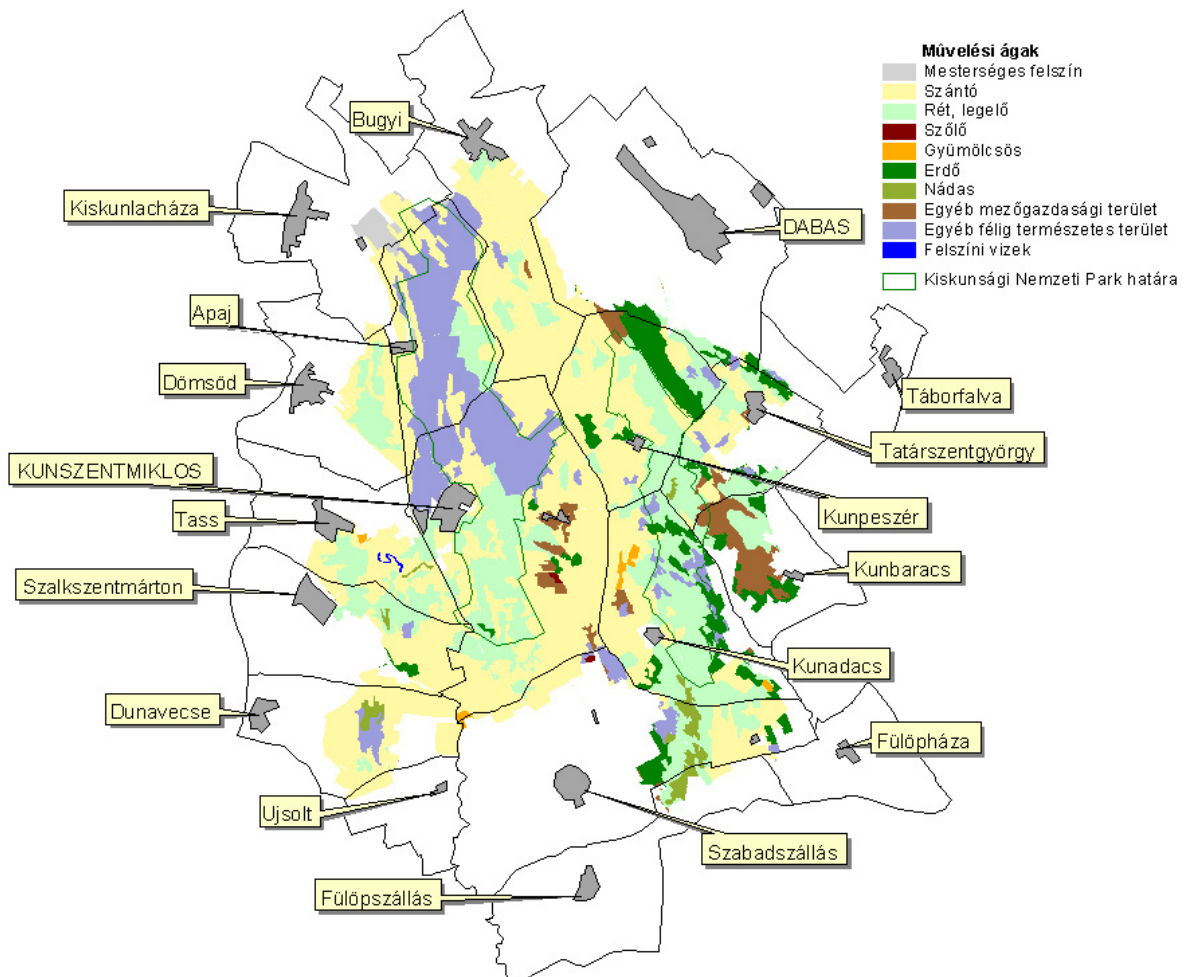 Mûvelési ágak
Mesterséges felszín
Szántó
Rét, legelő
Szőlő
Gyümölcsös
Erdő
Nádas
Egyéb mezőgazdasági terület
Egyéb félig természetes terület
Felszíni vizek
Kiskunsági Nemzeti Park határa
Bugyi
Kiskunlacháza
DABAS
Apaj
Dömsöd
Táborfalva
Tatárszentgyörgy
KUNSZENTMIKLOS
Tass
Kunpeszér
Szalkszentmárton
Kunbaracs
Kunadacs
Dunavecse
Fülöpháza
Ujsolt
Szabadszállás
Fülöpszállás